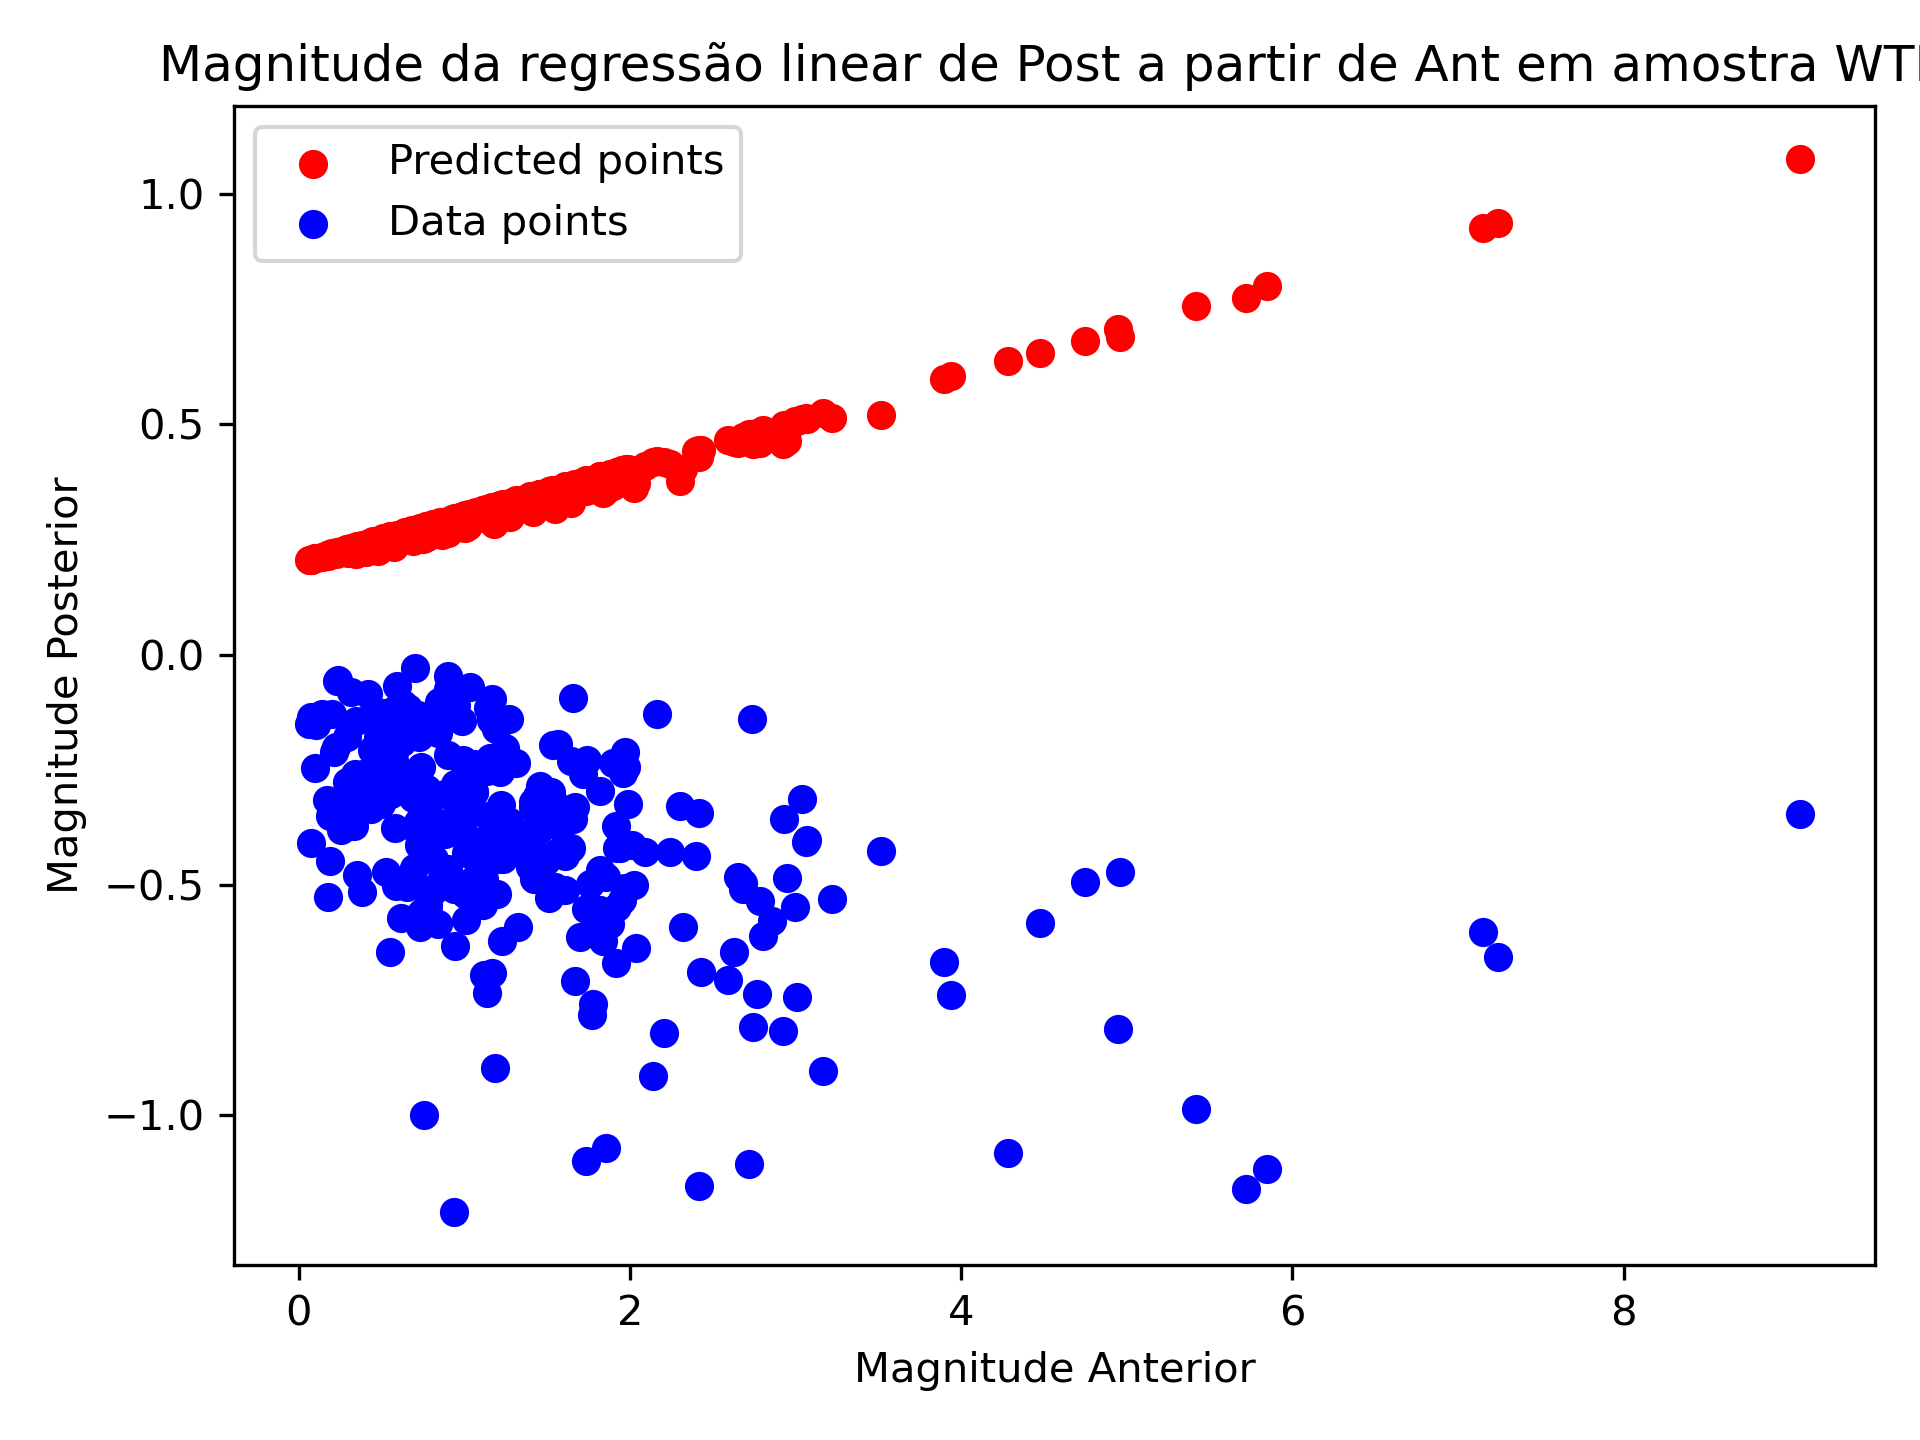 Magnitude da regressão linear de Post a partir de Ant em amostra
Predicted points
Data points
1.0
0.5
0.0
−0.5
−1.0
Magnitude Posterior
0 2 4 6 8
Magnitude Anterior